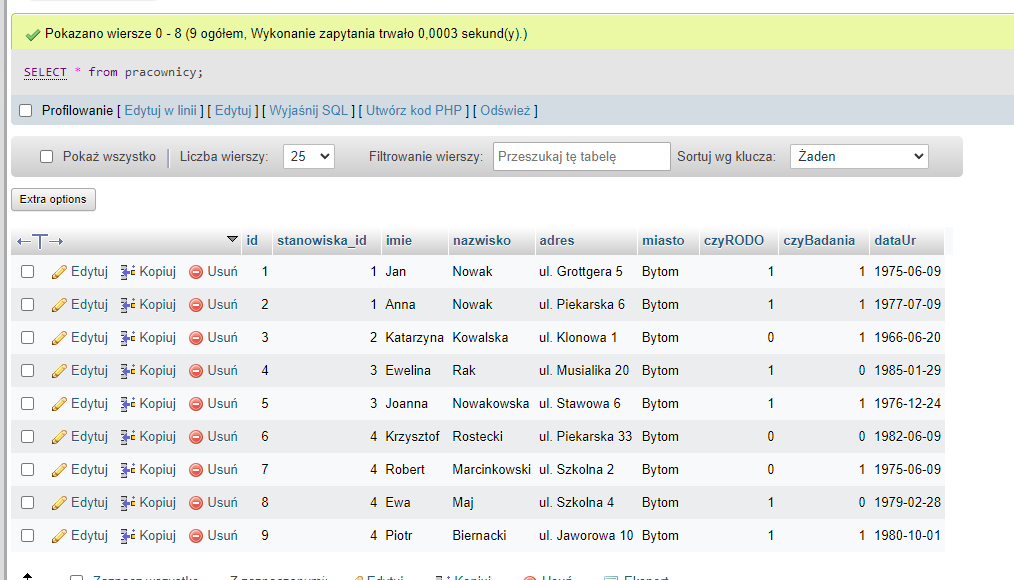 Pokazano wiersze 0 - 8 (9 ogółem, Wykonanie zapytania trwało 0,0003 sekund(y).)
SELECT * from pracownicy;
Profilowanie [ Edytuj w linii ] [ Edytuj ] [ Wyjaśnij SQL ] [ Utwórz kod PHP ] [ Odśwież ]
Pokaż wszystko | Liczba wierszy: 25 Filtrowanie wierszy: Przeszukaj tę tabelę Sortuj wg klucza: Żaden
Extra options
←T→ id stanowiska_id imie nazwisko adres miasto czyRODO czyBadania dataUr
Edytuj Kopiuj Usuń 1 1 Jan Nowak ul. Grottgera 5 Bytom 1 1 1975-06-09
Edytuj Kopiuj Usuń 2 1 Anna Nowak ul. Piekarska 6 Bytom 1 1 1977-07-09
Edytuj Kopiuj Usuń 3 2 Katarzyna Kowalska ul. Klonowa 1 Bytom 0 1 1966-06-20
Edytuj Kopiuj Usuń 4 3 Ewelina Rak ul. Musialika 20 Bytom 1 0 1985-01-29
Edytuj Kopiuj Usuń 5 3 Joanna Nowakowska ul. Stawowa 6 Bytom 1 1 1976-12-24
Edytuj Kopiuj Usuń 6 4 Krzysztof Rostecki ul. Piekarska 33 Bytom 0 0 1982-06-09
Edytuj Kopiuj Usuń 7 4 Robert Marcinkowski ul. Szkolna 2 Bytom 0 1 1975-06-09
Edytuj Kopiuj Usuń 8 4 Ewa Maj ul. Szkolna 4 Bytom 1 0 1979-02-28
Edytuj Kopiuj Usuń 9 4 Piotr Biernacki ul. Jaworowa 10 Bytom 1 1 1980-10-01
Zaznacz wszystko Z zaznaczonymi: Edytuj Kopiuj Usuń Eksport